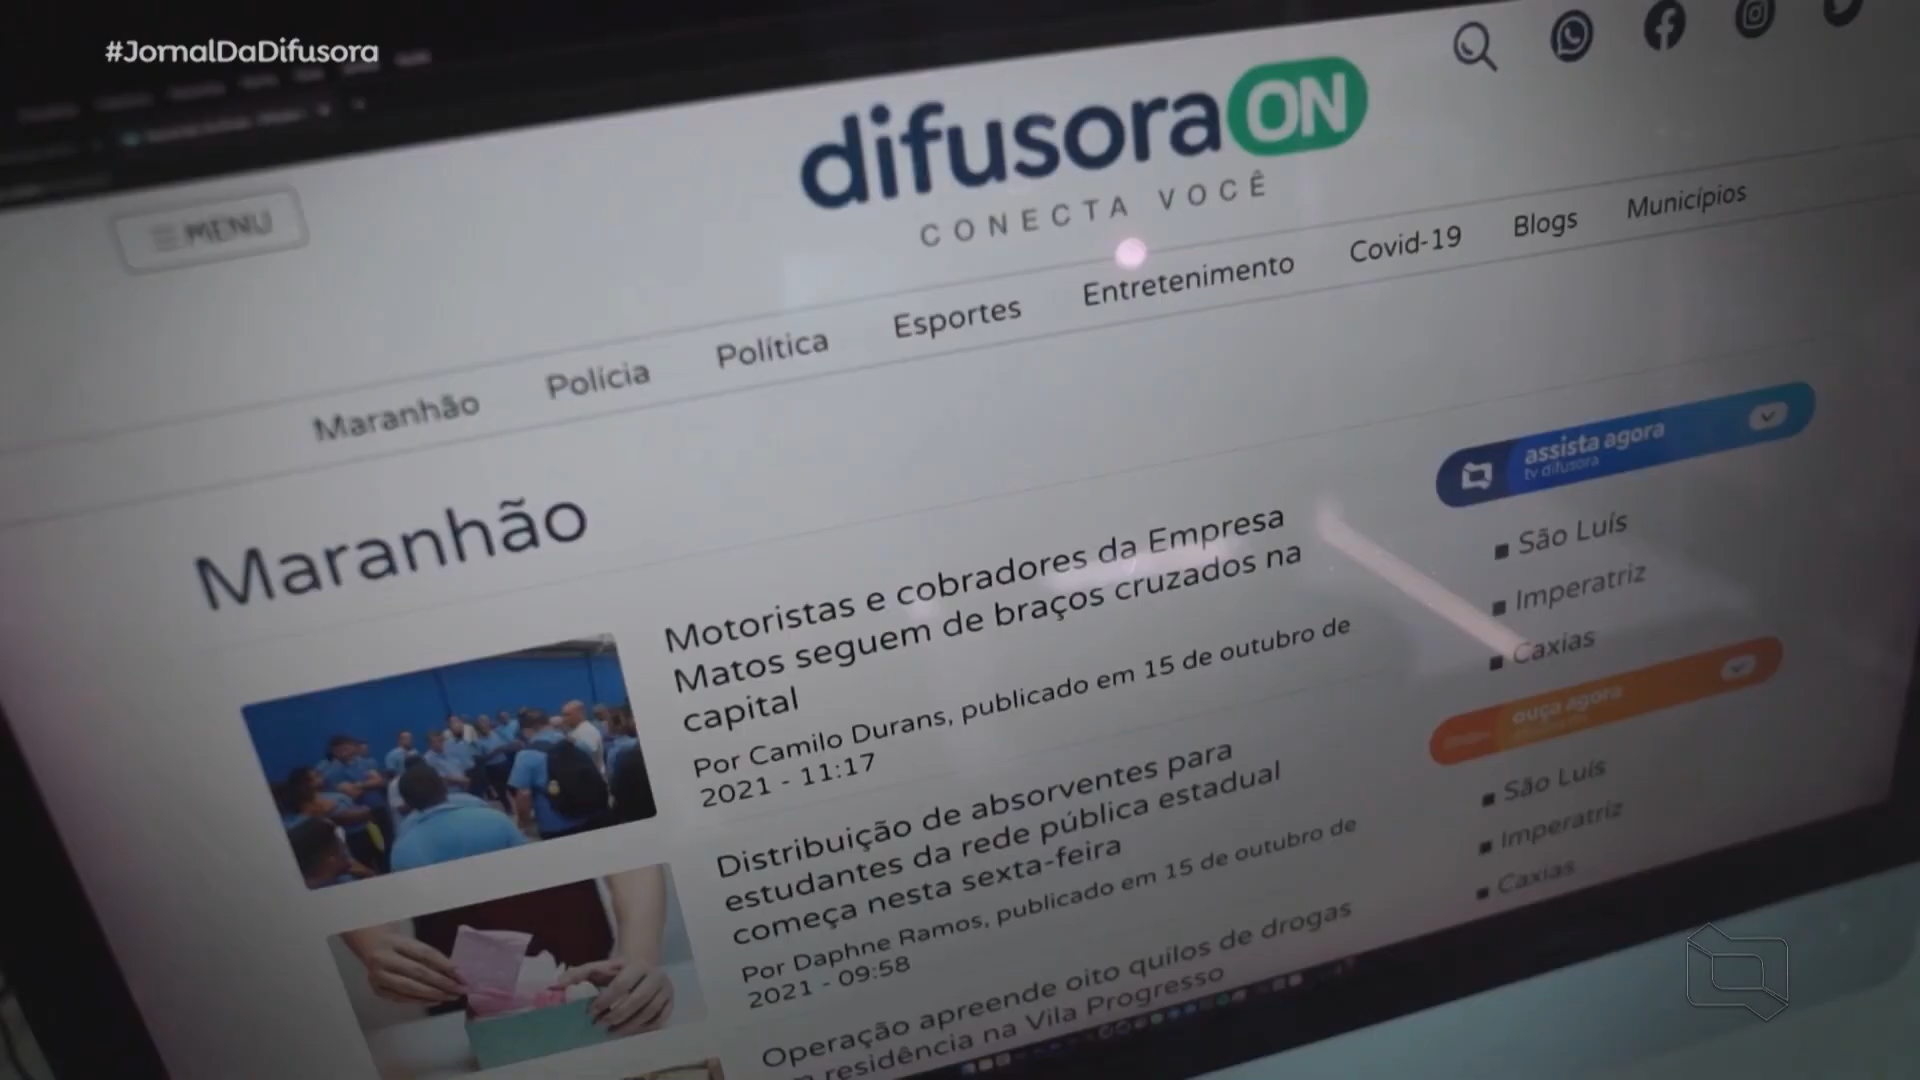 #JornalDaDifusora
MENU
difusora ON
CONECTA VOCÊ
Maranhão
Polícia
Política
Esportes
Entretenimento
Covid-19
Blogs
Municípios
Maranhão
Motoristas e cobradores da Empresa
Matos seguem de braços cruzados na
capital
Por Camilo Durans, publicado em 15 de outubro de
2021 - 11:17
Distribuição de absorventes para
estudantes da rede pública estadual
começa nesta sexta-feira
Por Daphne Ramos, publicado em 15 de outubro de
2021 - 09:58
Operação apreende oito quilos de drogas
residência na Vila Progresso
assista agora
tv difusora
São Luís
Imperatriz
Caxias
ouça agora
São Luís
Imperatriz
Caxias